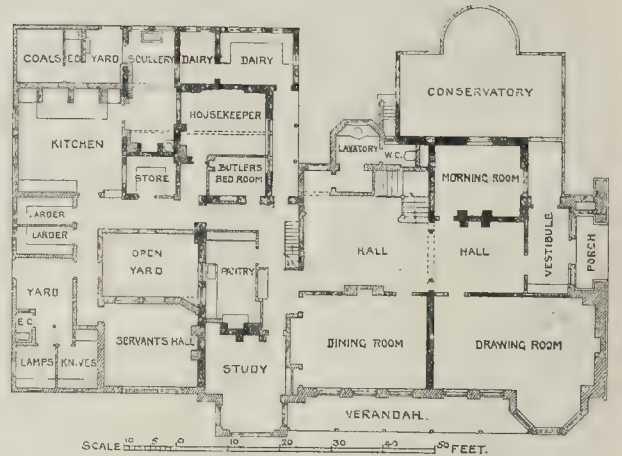 COALS
E.C.
YARD
SCULLERY
DAIRY
DAIRY
CONSERVATORY
HOUSEKEEPER
KITCHEN
LAVATORY
W.C.
STORE
BUTLERS
BED ROOM
MORNING ROOM
LARDER
LARDER
HALL
HALL
VESTIBULE
PORCH
OPEN
YARD
PANTRY
YARD
E.C.
SERVANTS HALL
DINING ROOM
DRAWING ROOM
LAMPS
KNIVES
STUDY
VERANDAH.
SCALE 10 5 0 10 20 30 40 50 FEET.